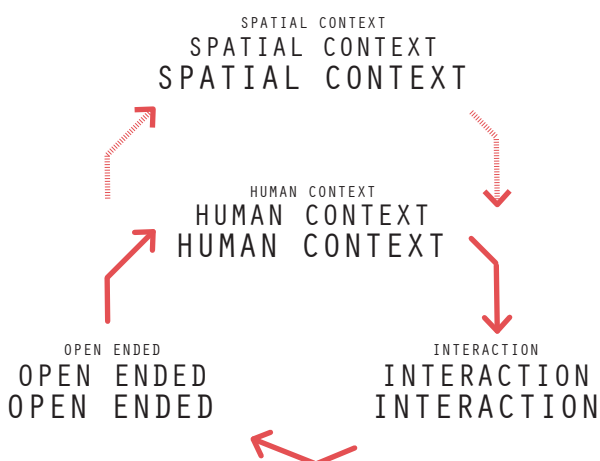 SPATIAL CONTEXT
SPATIAL CONTEXT
SPATIAL CONTEXT
HUMAN CONTEXT
HUMAN CONTEXT
HUMAN CONTEXT
OPEN ENDED
OPEN ENDED
OPEN ENDED
INTERACTION
INTERACTION
INTERACTION